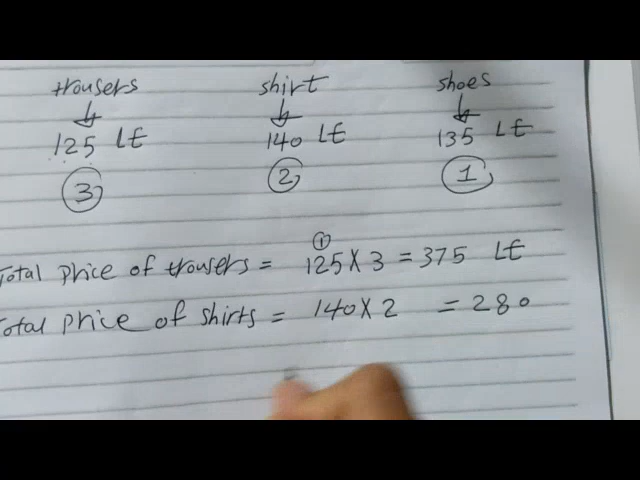 trousers shirt shoes
125 LE 140 LE 135 LE
3 2 1
1
Total price of trousers = 125 X 3 = 375 LE
Total price of shirts = 140 X 2 = 280